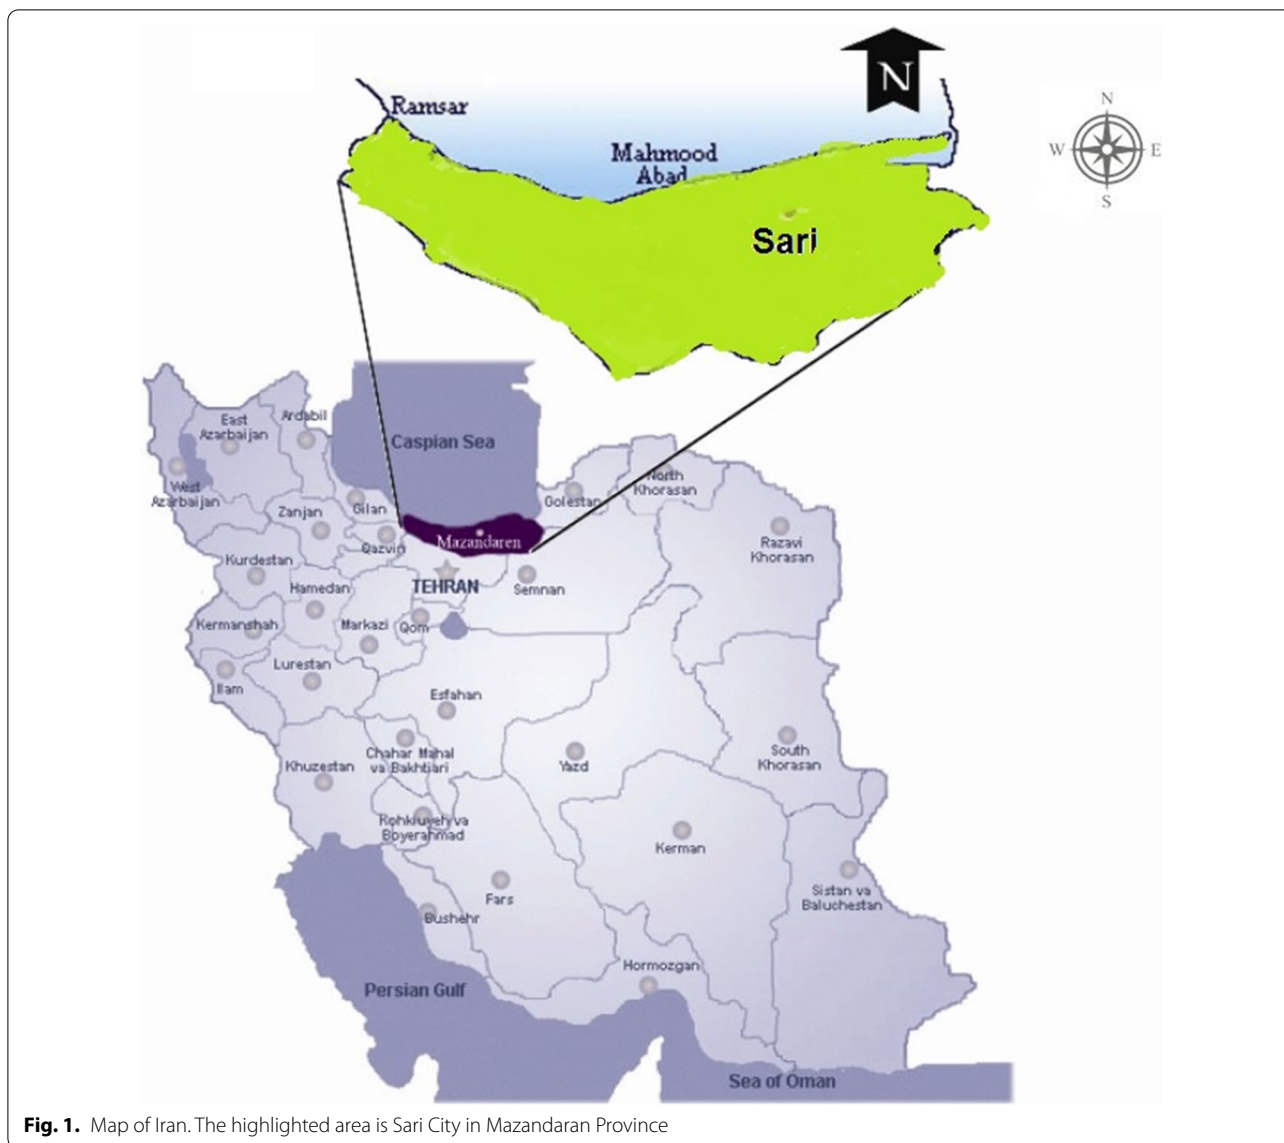 N
Ramsar
Mahmood
Abad
Sari
N
W
E
S
Caspian Sea
East
Azarbaijan
Ardabil
West
Azarbaijan
Gilan
Zanjan
Qazvin
Mazandaren
Golestan
North
Khorasan
Razavi
Khorasan
Kurdestan
Hamedan
TEHRAN
Semnan
Kermanshah
Markazi
Qom
Ilam
Lurestan
Esfahan
Khuzestan
Chahar Mahal
va Bakhtiari
Yazd
South
Khorasan
va
Boyerahmad
Kerman
Fars
Sistan va
Baluchestan
Bushehr
Hormozgan
Persian Gulf
Sea of Oman
Fig. 1. Map of Iran. The highlighted area is Sari City in Mazandaran Province